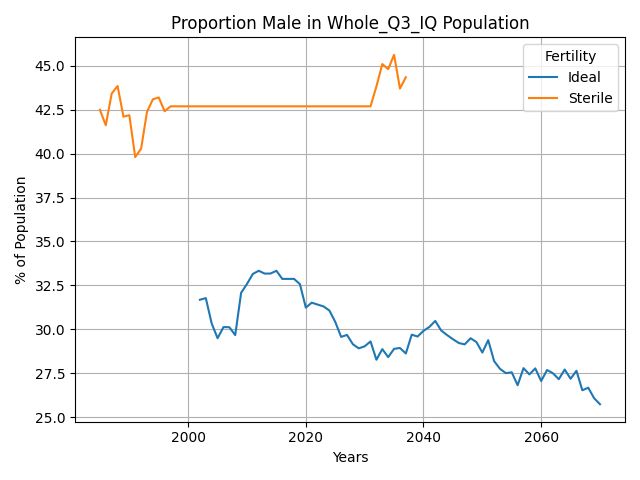 Proportion Male in Whole_Q3_IQ Population
Fertility
Ideal
Sterile
45.0
42.5
40.0
37.5
35.0
32.5
30.0
27.5
25.0
% of Population
2000
2020
2040
2060
Years